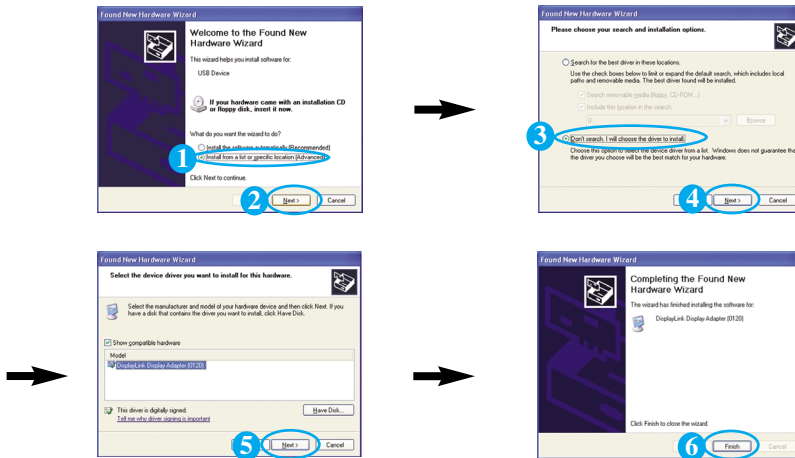 Found New Hardware Wizard
Welcome to the Found New
Hardware Wizard
This wizard helps you install software for:
USB Device
If your hardware came with an installation CD
or floppy disk, insert it now.
What do you want the wizard to do?
Install the software automatically (Recommended)
1
Install from a list or specific location (Advanced)
Click Next to continue.
2
Next >
Cancel
Found New Hardware Wizard
Please choose your search and installation options.
Search for the best driver in these locations.
Use the check boxes below to limit or expand the default search, which includes local
paths and removable media. The best driver found will be installed.
Search removable media (floppy, CD-ROM...)
Include this location in the search:
D:
Browse
3
Don't search. I will choose the driver to install.
Choose this option to select the device driver from a list. Windows does not guarantee tha
the driver you choose will be the best match for your hardware.
4
Next >
Cancel
Found New Hardware Wizard
Select the device driver you want to install for this hardware.
Select the manufacturer and model of your hardware device and then click Next. If you
have a disk that contains the driver you want to install, click Have Disk.
Show compatible hardware
Model
DisplayLink Display Adapter (0120)
This driver is digitally signed.
Have Disk...
Tell me why driver signing is important
5
Next >
Cancel
Found New Hardware Wizard
Completing the Found New
Hardware Wizard
The wizard has finished installing the software for:
DisplayLink Display Adapter (0120)
Click Finish to close the wizard.
6
Finish
Cancel